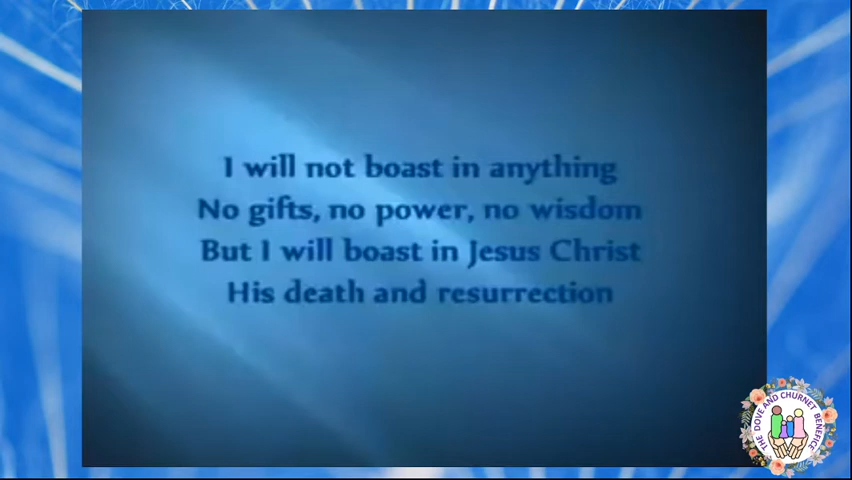 I will not boast in anything
No gifts, no power, no wisdom
But I will boast in Jesus Christ
His death and resurrection
THE DOVE AND CHURNET BENEFICE